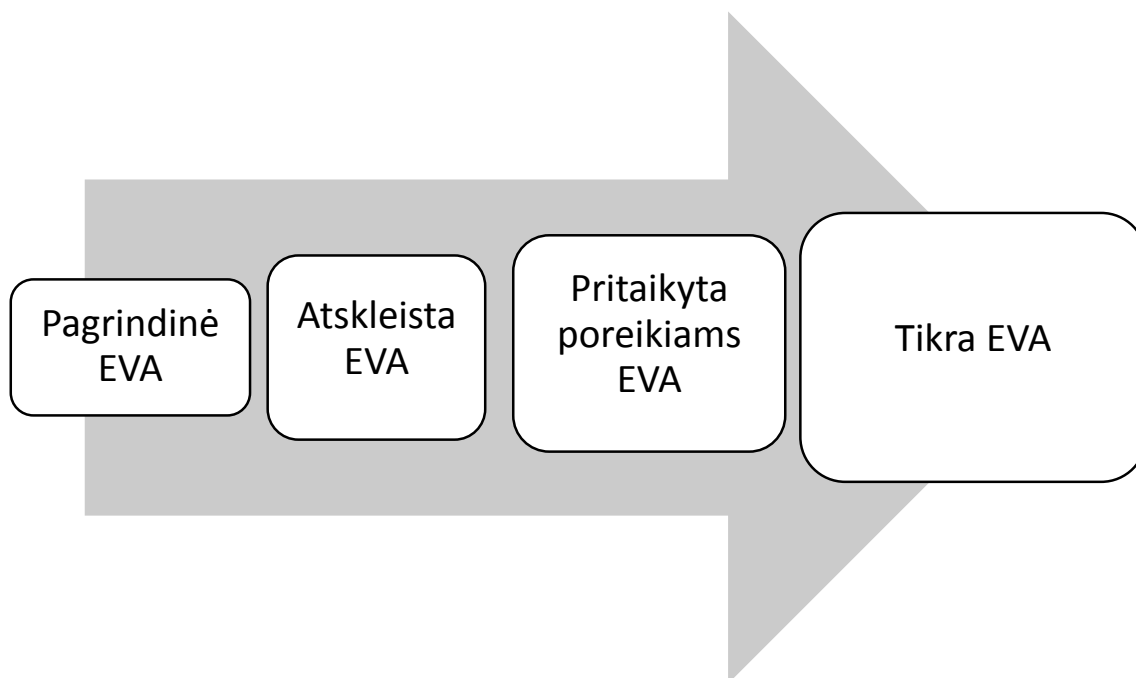 Pagrindinė
EVA
Atskleista
EVA
Pritaikyta
poreikiams
EVA
Tikra EVA